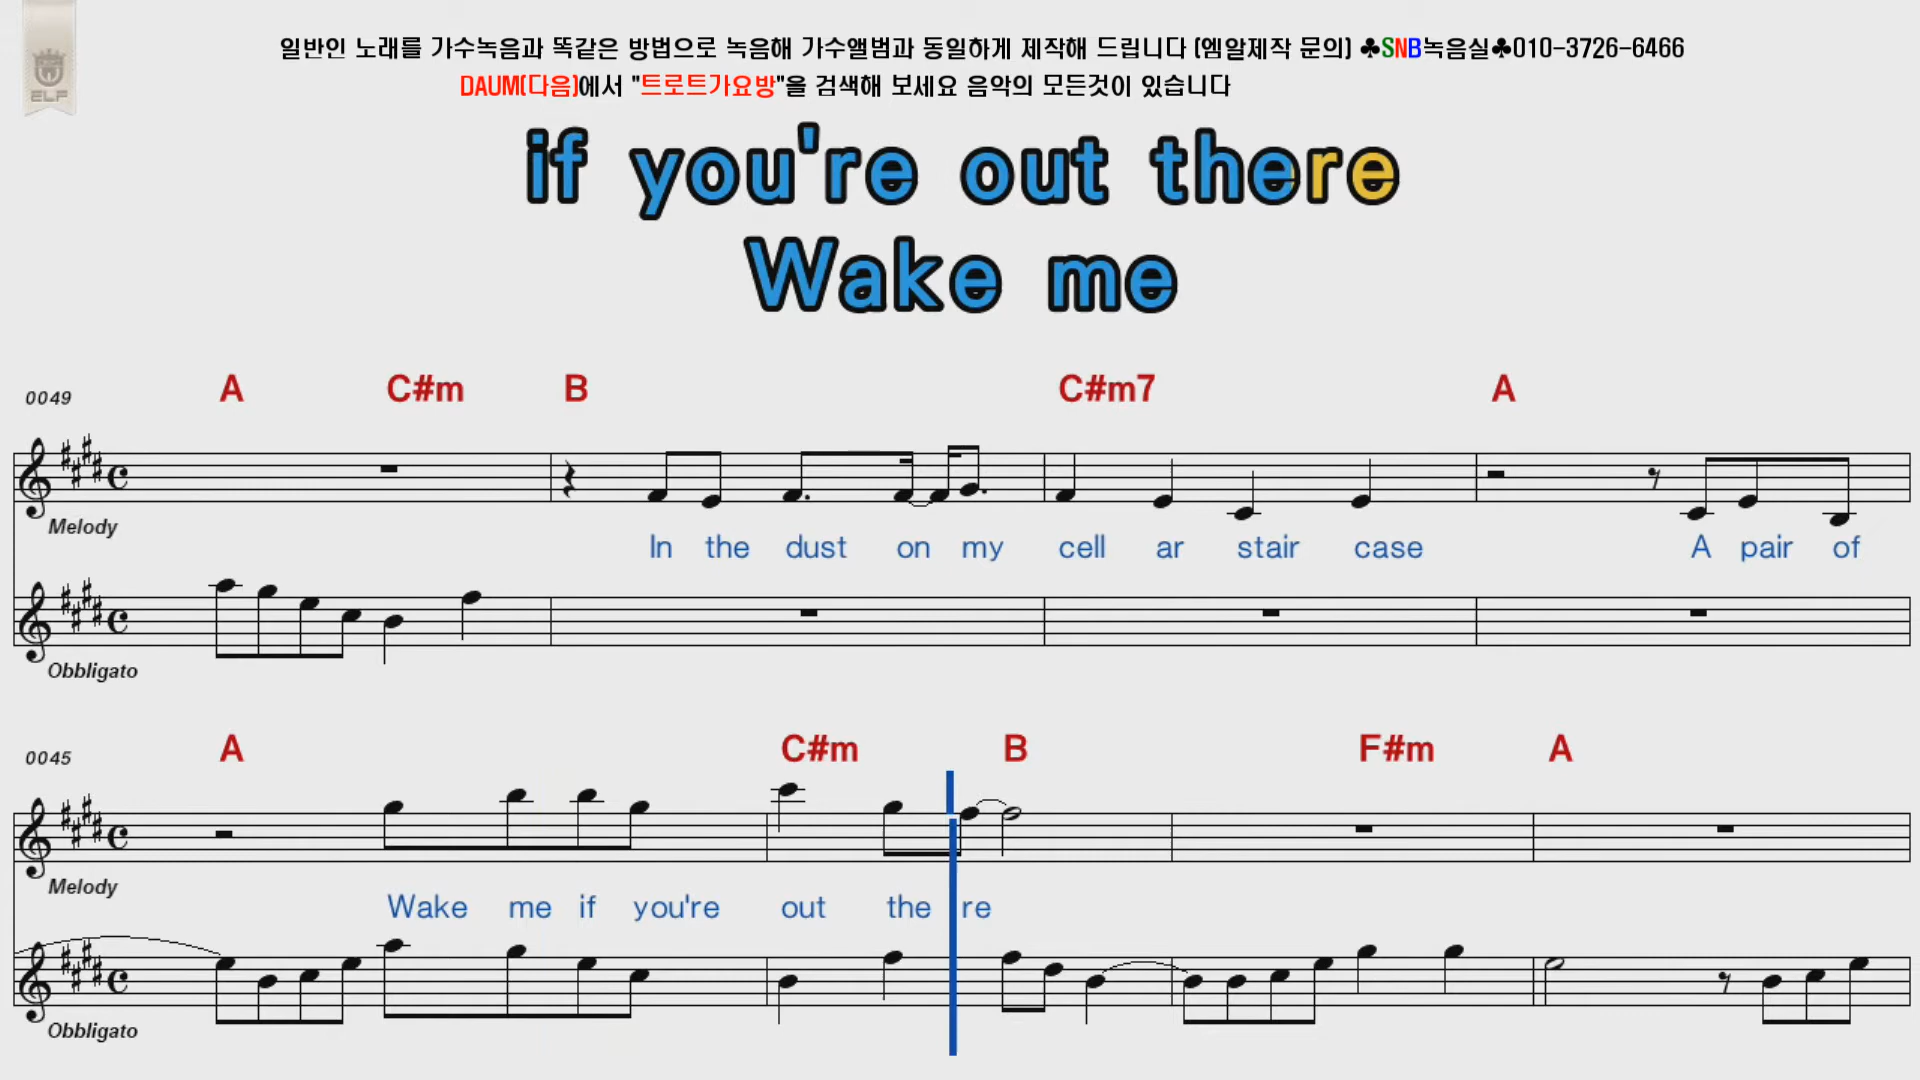 ELF
일반인 노래를 가수녹음과 똑같은 방법으로 녹음해 가수앨범과 동일하게 제작해 드립니다 (엠알제작 문의) ♣SNB녹음실♣010-3726-6466
DAUM(다음)에서 "트로트가요방"을 검색해 보세요 음악의 모든것이 있습니다
if you're out there
Wake me
0049 A C#m B C#m7 A
Melody
In the dust on my cell ar stair case A pair of
Obbligato
0045 A C#m B F#m A
Melody
Wake me if you're out the re
Obbligato